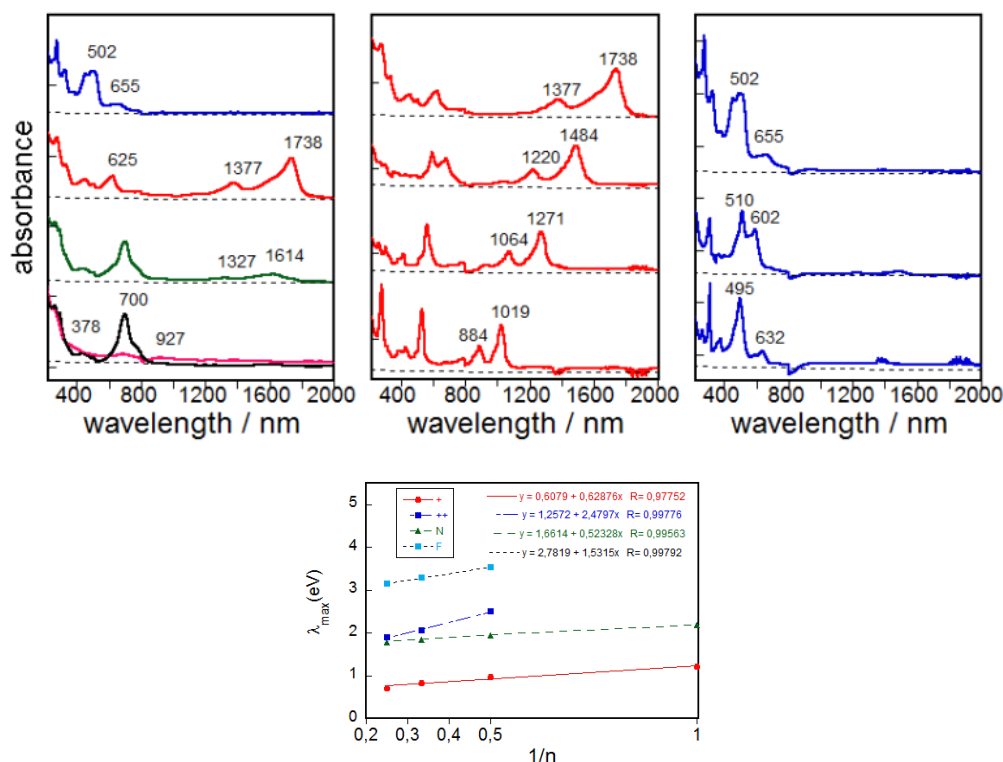 absorbance
502
655
625
1377
1738
1327
1614
700
378
927
400 800 1200 1600 2000
wavelength / nm
1738
1377
1484
1220
1271
1064
1019
884
400 800 1200 1600 2000
wavelength / nm
502
655
510
602
495
632
400 800 1200 1600 2000
wavelength / nm
+
++
N
F
y = 0,6079 + 0,62876x R= 0,97752
y = 1,2572 + 2,4797x R= 0,99776
y = 1,6614 + 0,52328x R= 0,99563
y= 2,7819 + 1,5315x R= 0,99792
λmax(eV)
5
4
3
2
1
0
0,2 0,3 0,4 0,5 1
1/n